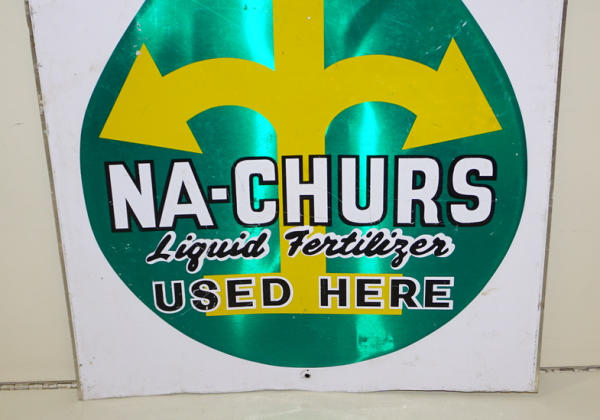 NA-CHURS
Liquid Fertilizer
USED HERE